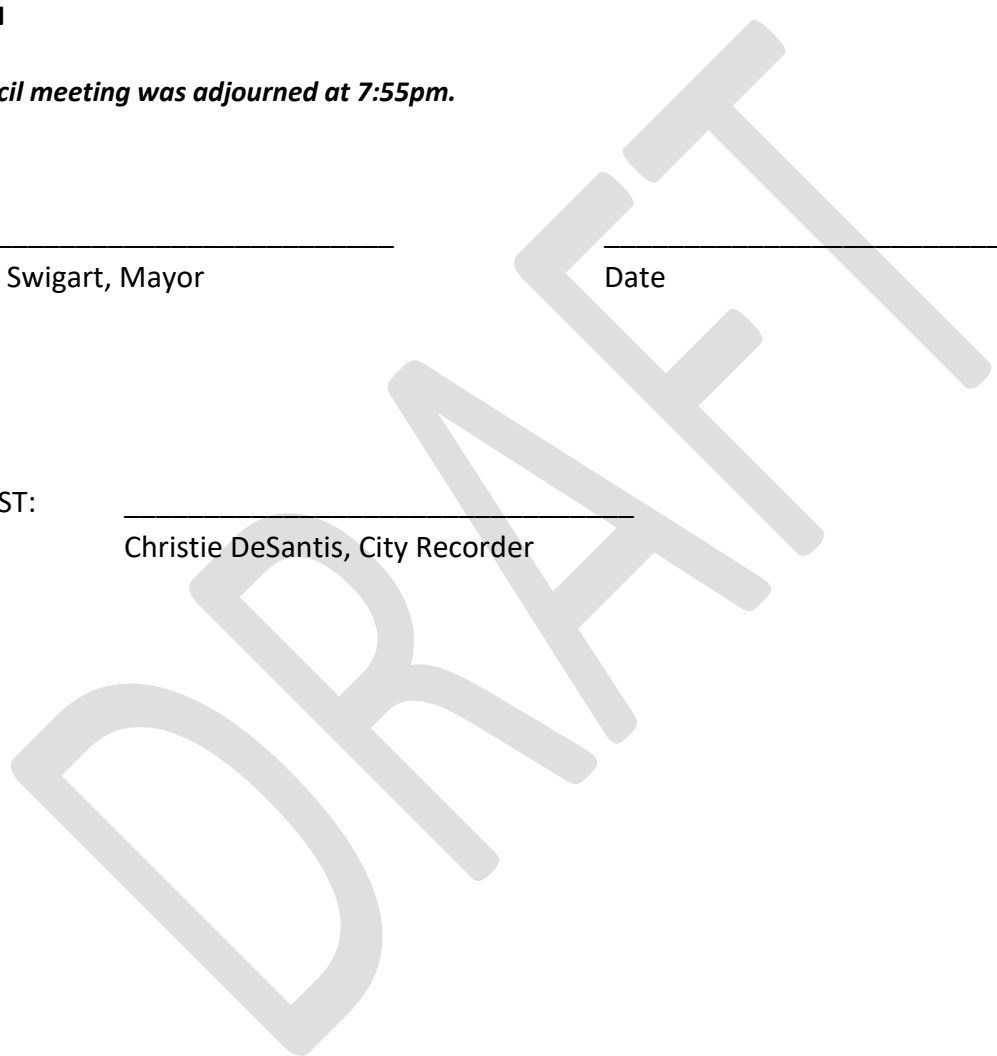 cil meeting was adjourned at 7:55pm.
Swigart, Mayor Date
ST: 
Christie DeSantis, City Recorder
DRAFT